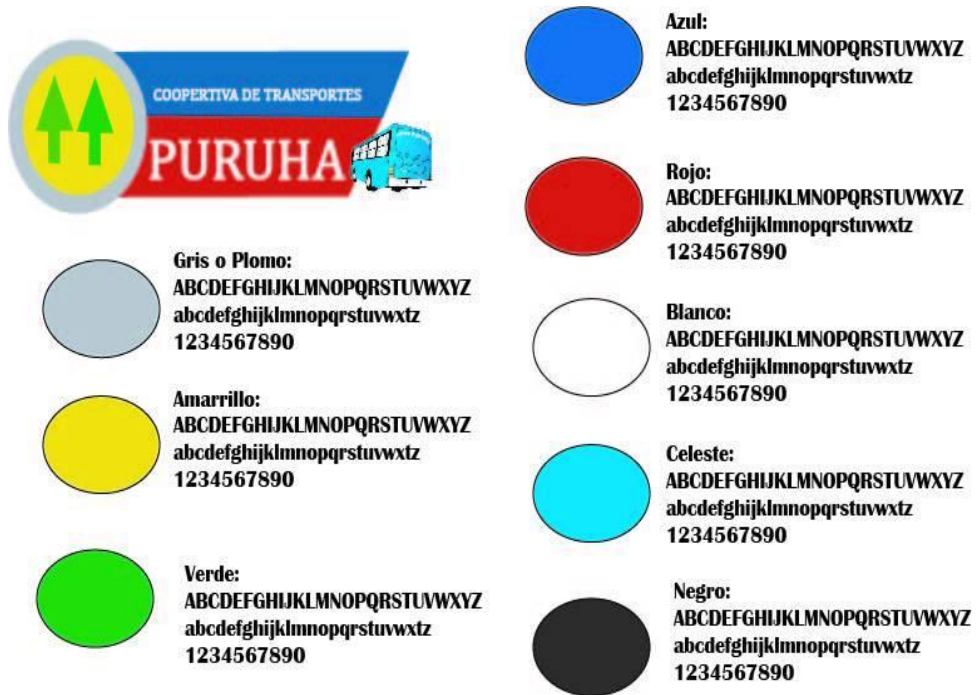 COOPERTIVA DE TRANSPORTES
PURUHA
Gris o Plomo:
ABCDEFGHIJKLMNOPQRSTUVWXYZ
abcdefghijklmnopqrstuvwxtz
1234567890
Amarrillo:
ABCDEFGHIJKLMNOPQRSTUVWXYZ
abcdefghijklmnopqrstuvwxtz
1234567890
Verde:
ABCDEFGHIJKLMNOPQRSTUVWXYZ
abcdefghijklmnopqrstuvwxtz
1234567890
Azul:
ABCDEFGHIJKLMNOPQRSTUVWXYZ
abcdefghijklmnopqrstuvwxtz
1234567890
Rojo:
ABCDEFGHIJKLMNOPQRSTUVWXYZ
abcdefghijklmnopqrstuvwxtz
1234567890
Blanco:
ABCDEFGHIJKLMNOPQRSTUVWXYZ
abcdefghijklmnopqrstuvwxtz
1234567890
Celeste:
ABCDEFGHIJKLMNOPQRSTUVWXYZ
abcdefghijklmnopqrstuvwxtz
1234567890
Negro:
ABCDEFGHIJKLMNOPQRSTUVWXYZ
abcdefghijklmnopqrstuvwxtz
1234567890